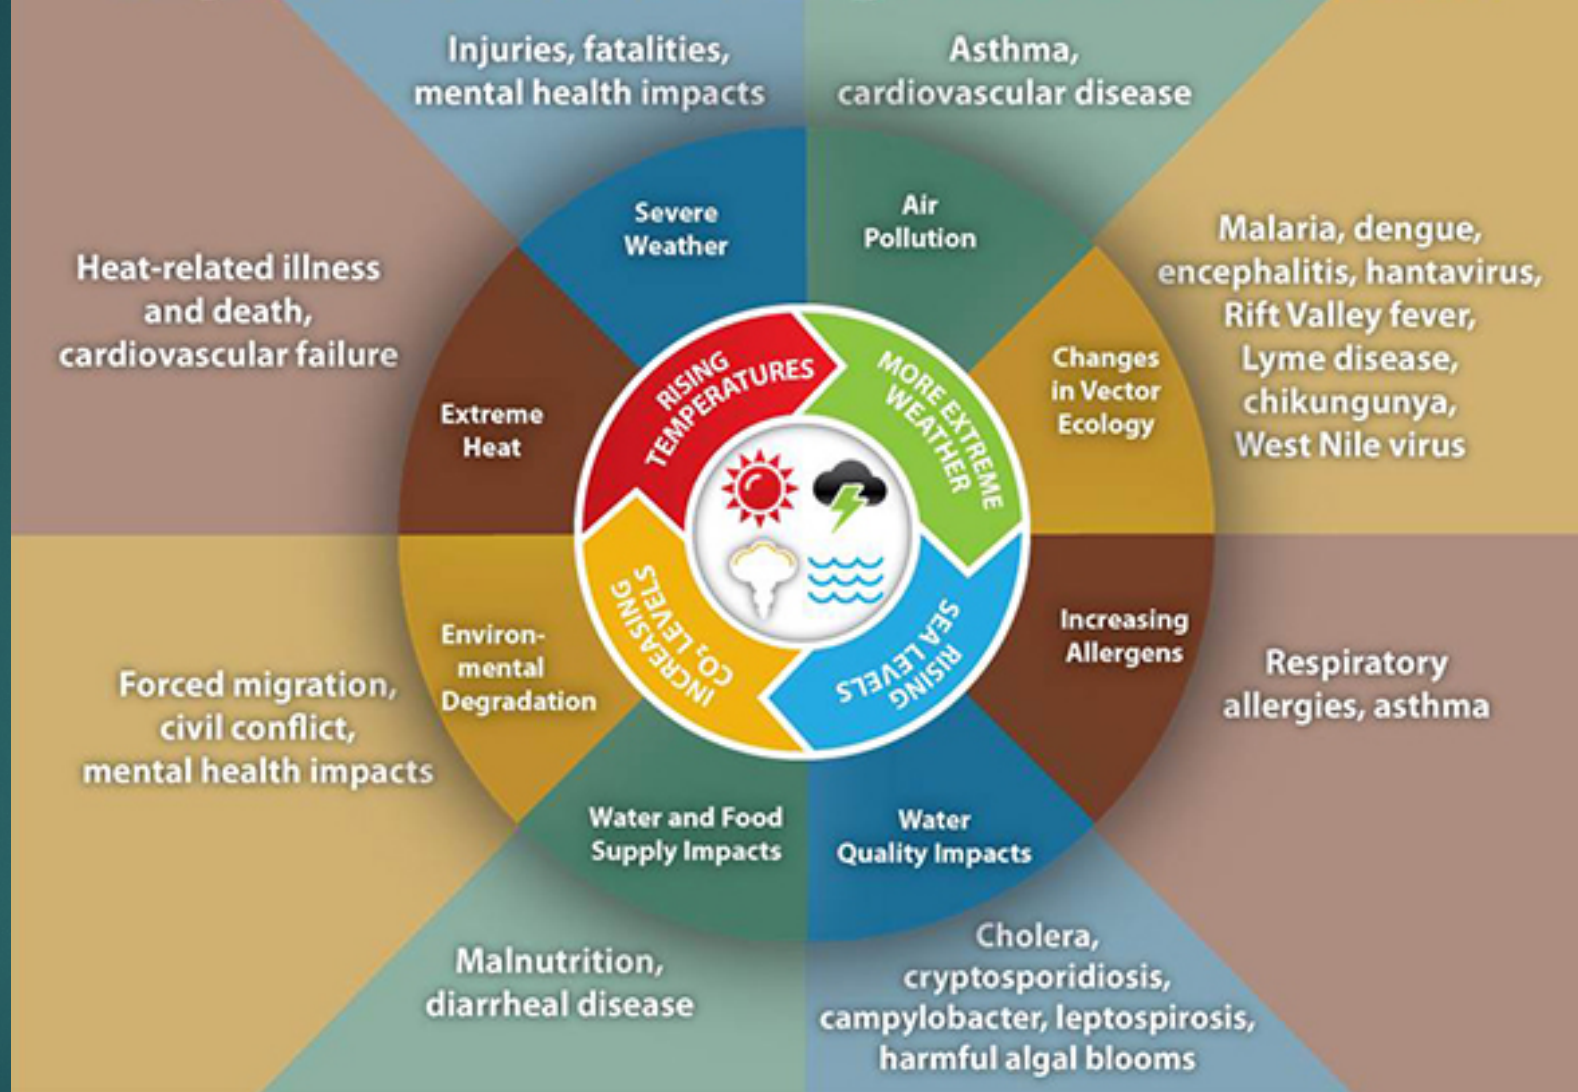 Injuries, fatalities,
mental health impacts
Asthma,
cardiovascular disease
Severe
Weather
Air
Pollution
Malaria, dengue,
encephalitis, hantavirus,
Rift Valley fever,
Lyme disease,
chikungunya,
West Nile virus
Heat-related illness
and death,
cardiovascular failure
Extreme
Heat
Changes
in Vector
Ecology
RISING
TEMPERATURES
MORE EXTREME
WEATHER
INCREASING
CO₂ LEVELS
RISING
SEA LEVELS
Environ-
mental
Degradation
Increasing
Allergens
Forced migration,
civil conflict,
mental health impacts
Respiratory
allergies, asthma
Water and Food
Supply Impacts
Water
Quality Impacts
Malnutrition,
diarrheal disease
Cholera,
cryptosporidiosis,
campylobacter, leptospirosis,
harmful algal blooms